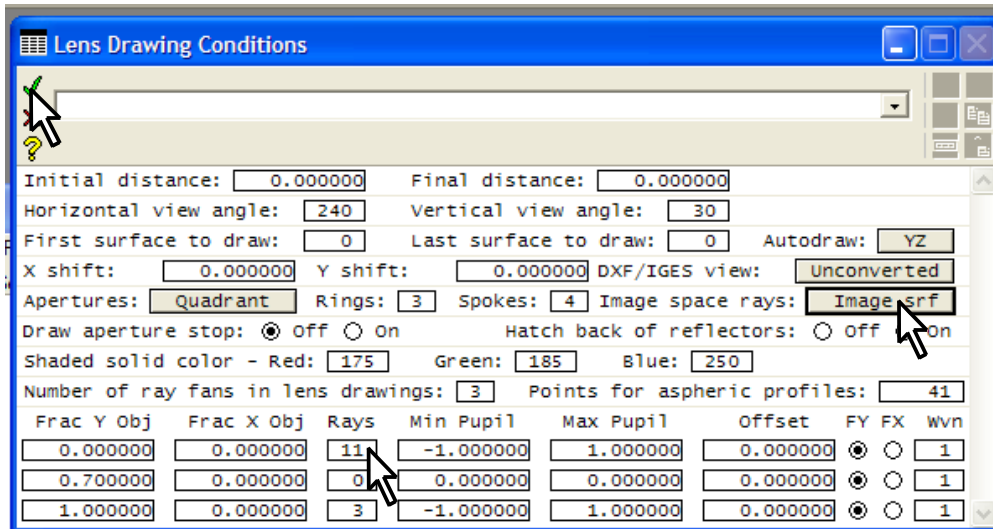 Lens Drawing Conditions
?
Initial distance: 0.000000 Final distance: 0.000000
Horizontal view angle: 240 Vertical view angle: 30
First surface to draw: 0 Last surface to draw: 0 Autodraw: YZ
X shift: 0.000000 Y shift: 0.000000 DXF/IGES view: Unconverted
Apertures: Quadrant Rings: 3 Spokes: 4 Image space rays: Image srf
Draw aperture stop: Off On Hatch back of reflectors: Off On
Shaded solid color - Red: 175 Green: 185 Blue: 250
Number of ray fans in lens drawings: 3 Points for aspheric profiles: 41
Frac Y Obj Frac X Obj Rays Min Pupil Max Pupil Offset FY FX Wvn
0.000000 0.000000 11 -1.000000 1.000000 0.000000 1
0.700000 0.000000 0 0.000000 0.000000 0.000000 1
1.000000 0.000000 3 -1.000000 1.000000 0.000000 1